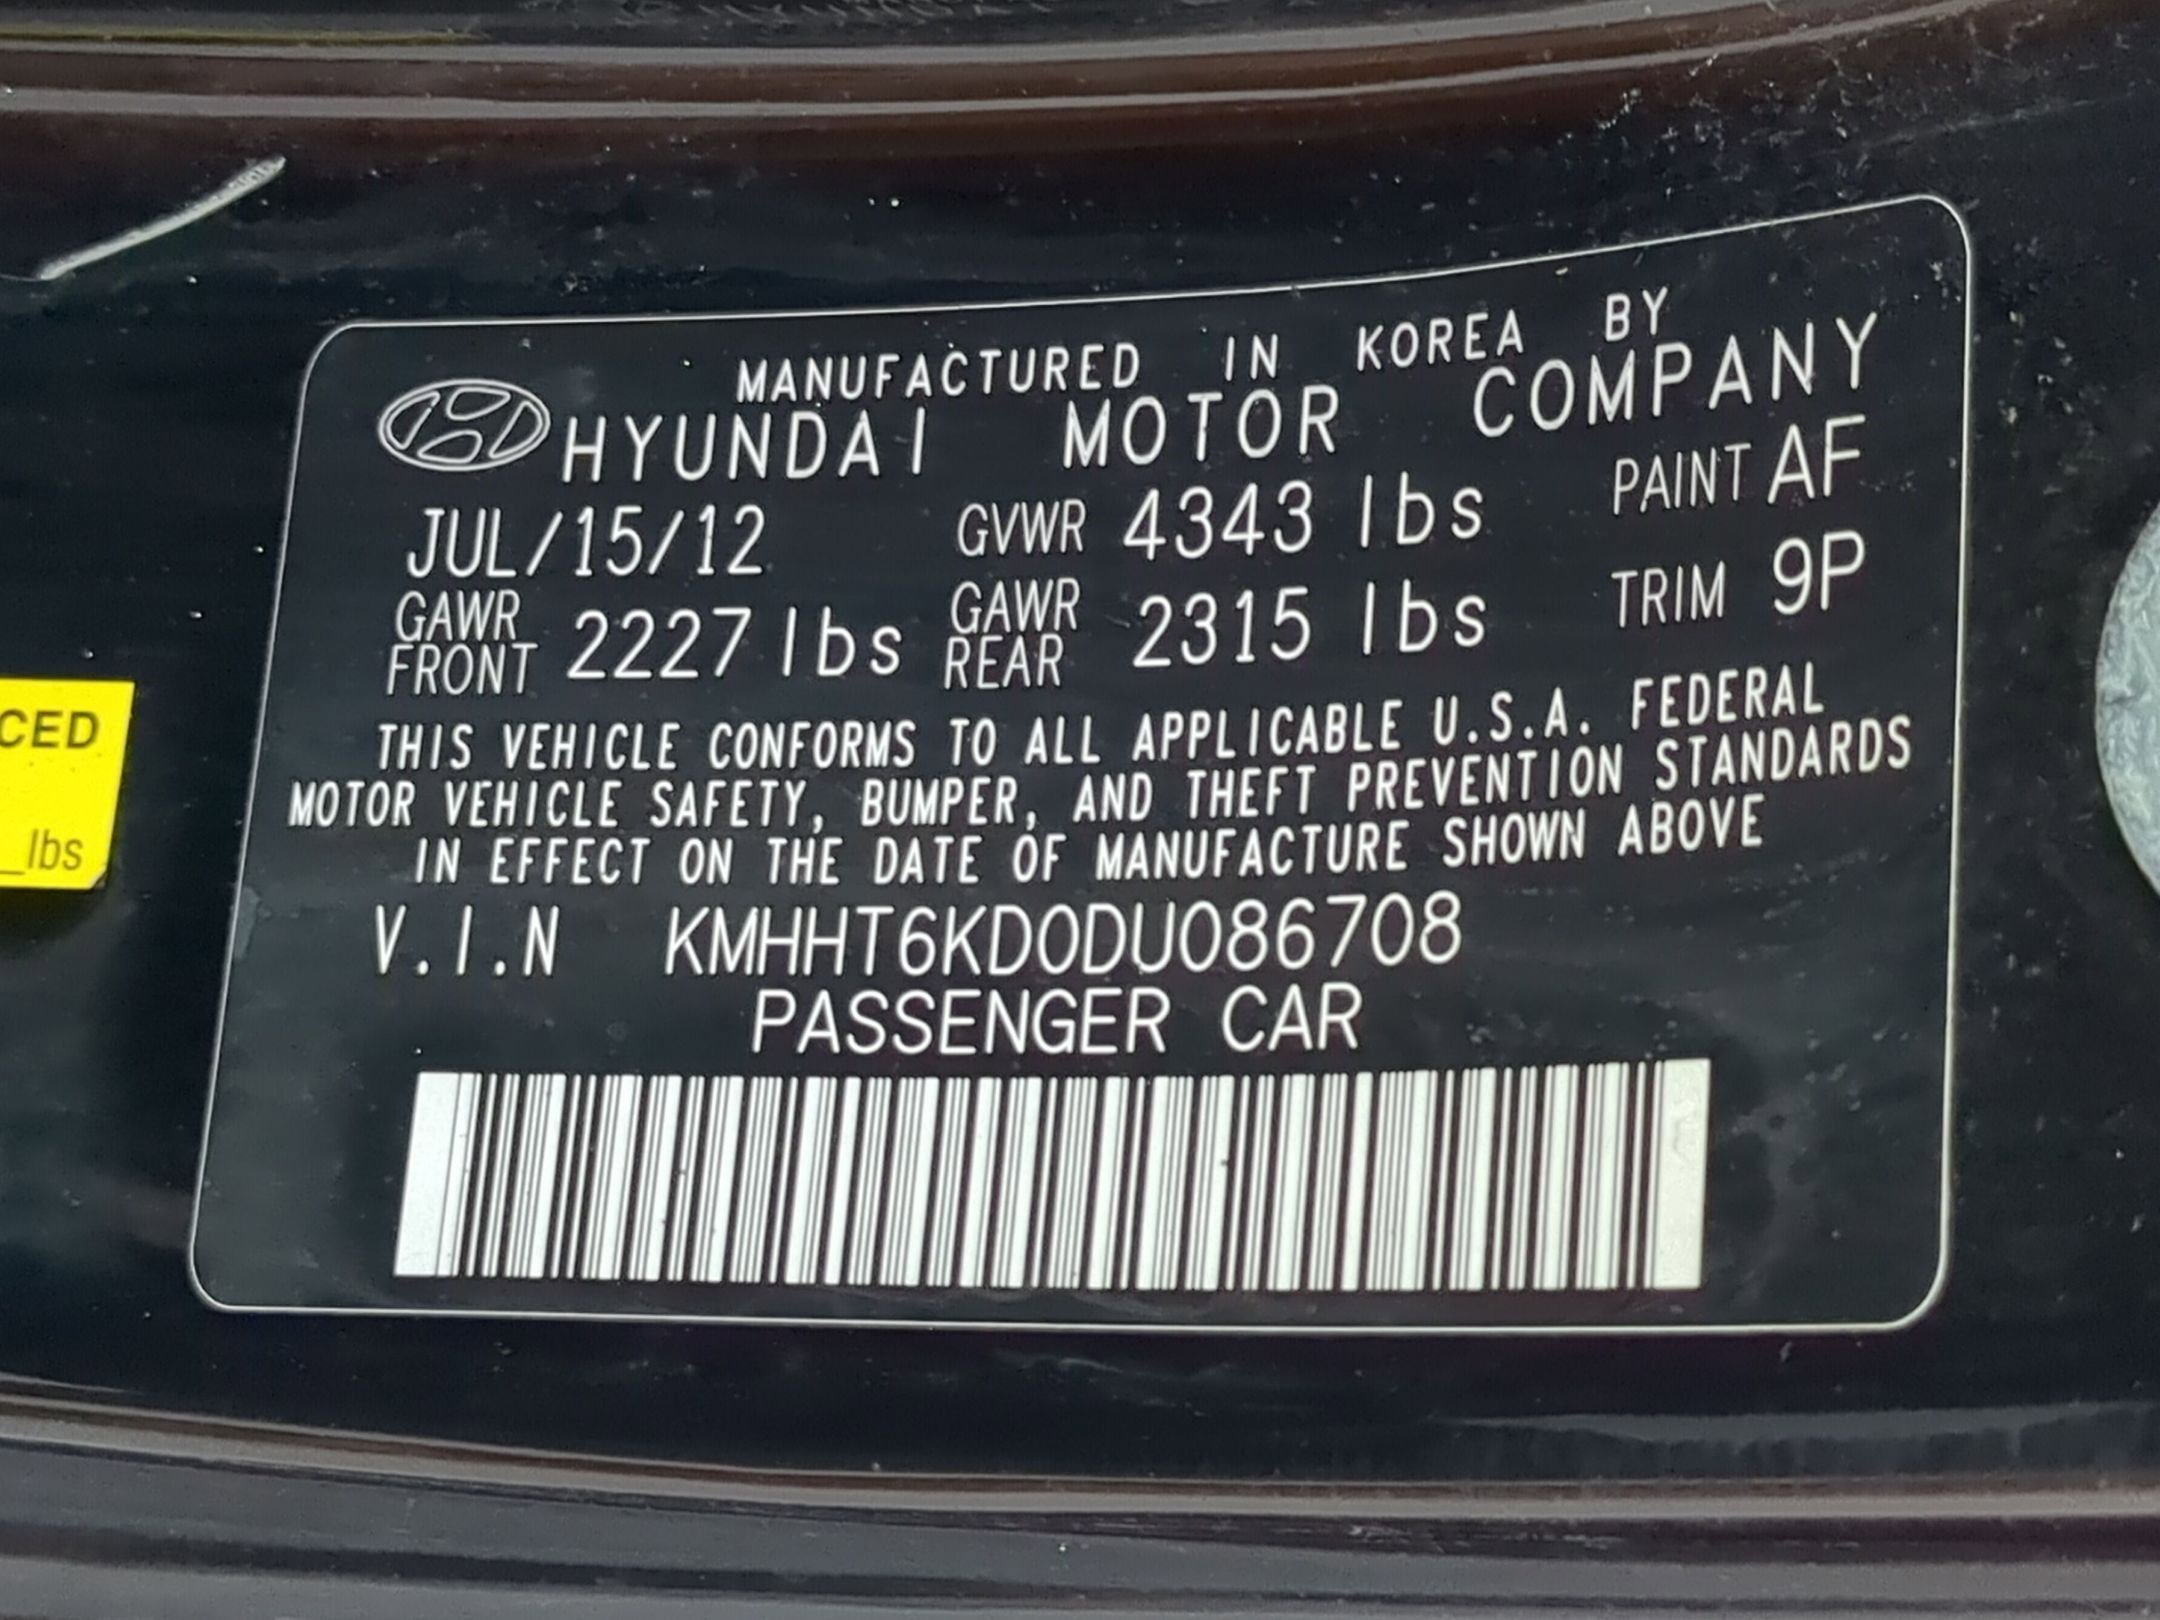 MANUFACTURED IN KOREA BY
HYUNDAI MOTOR COMPANY
JUL/15/12 GVWR 4343 lbs PAINT AF
GAWR FRONT 2227 lbs GAWR REAR 2315 lbs TRIM 9P
THIS VEHICLE CONFORMS TO ALL APPLICABLE U.S.A. FEDERAL
MOTOR VEHICLE SAFETY, BUMPER, AND THEFT PREVENTION STANDARDS
IN EFFECT ON THE DATE OF MANUFACTURE SHOWN ABOVE
V.I.N KMHHT6KD0DU086708
PASSENGER CAR
CED
_lbs